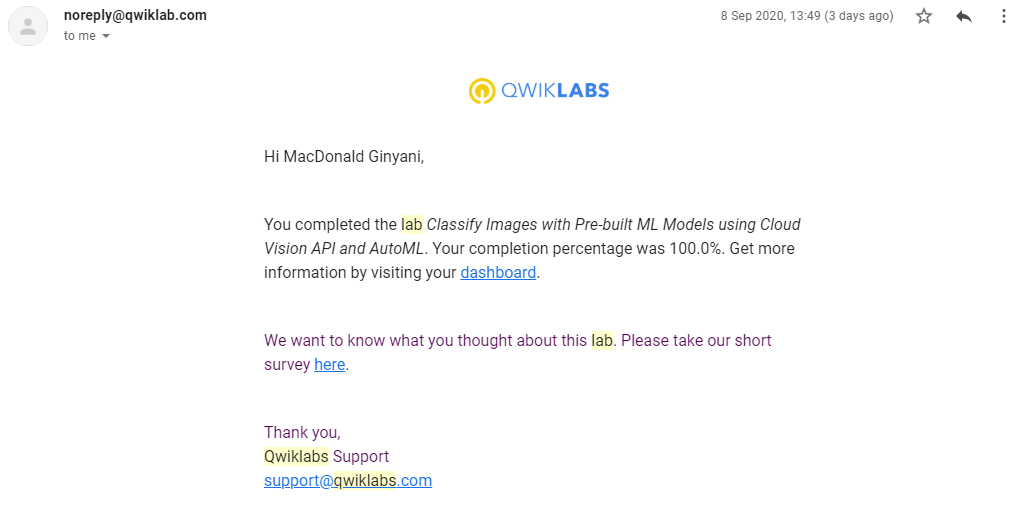 noreply@qwiklab.com
8 Sep 2020, 13:49 (3 days ago)
to me
QWIKLABS
Hi MacDonald Ginyani,
You completed the lab Classify Images with Pre-built ML Models using Cloud
Vision API and AutoML. Your completion percentage was 100.0%. Get more
information by visiting your dashboard.
We want to know what you thought about this lab. Please take our short
survey here.
Thank you,
Qwiklabs Support
support@qwiklabs.com